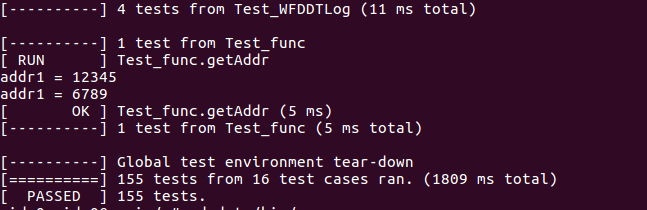 [----------] 4 tests from Test_WFDDTLog (11 ms total)
[----------] 1 test from Test_func
[ RUN      ] Test_func.getAddr
addr1 = 12345
addr1 = 6789
[       OK ] Test_func.getAddr (5 ms)
[----------] 1 test from Test_func (5 ms total)
[----------] Global test environment tear-down
[==========] 155 tests from 16 test cases ran. (1809 ms total)
[  PASSED  ] 155 tests.